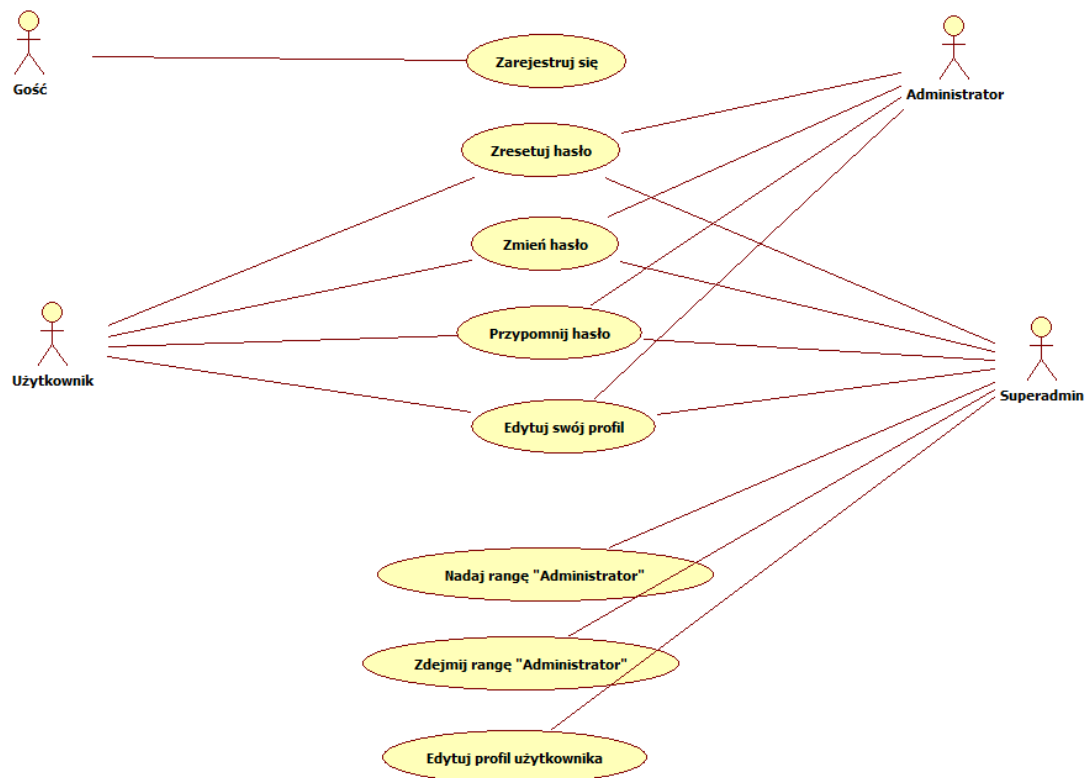 Zarejestruj się
Gość
Administrator
Zresetuj hasło
Zmień hasło
Przypomnij hasło
Użytkownik
Superadmin
Edytuj swój profil
Nadaj rangę "Administrator"
Zdejmij rangę "Administrator"
Edytuj profil użytkownika